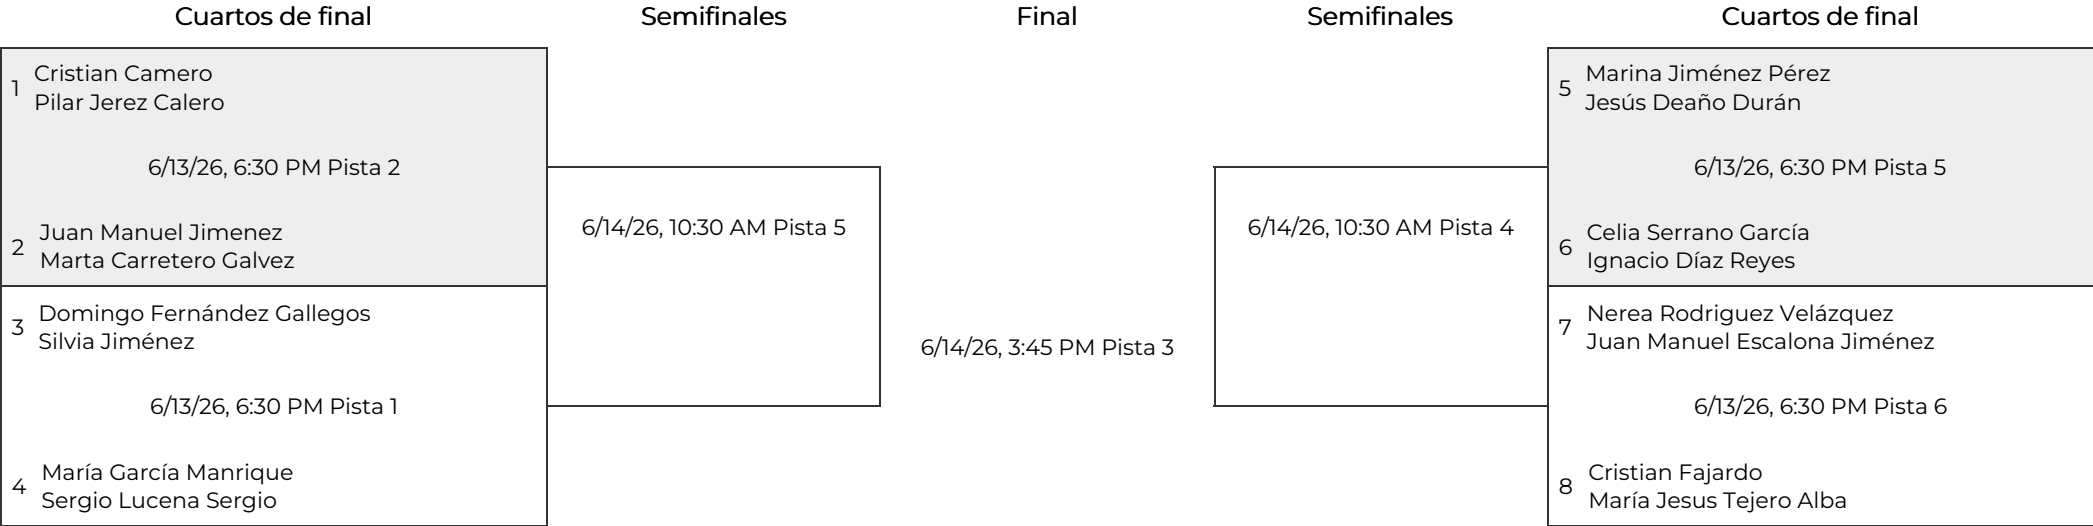 Cuartos de final
Semifinales
Final
Semifinales
Cuartos de final
1
Cristian Camero
Pilar Jerez Calero
6/13/26, 6:30 PM Pista 2
2
Juan Manuel Jimenez
Marta Carretero Galvez
3
Domingo Fernández Gallegos
Silvia Jiménez
6/13/26, 6:30 PM Pista 1
4
María García Manrique
Sergio Lucena Sergio
6/14/26, 10:30 AM Pista 5
6/14/26, 3:45 PM Pista 3
6/14/26, 10:30 AM Pista 4
5
Marina Jiménez Pérez
Jesús Deaño Durán
6/13/26, 6:30 PM Pista 5
6
Celia Serrano García
Ignacio Díaz Reyes
7
Nerea Rodriguez Velázquez
Juan Manuel Escalona Jiménez
6/13/26, 6:30 PM Pista 6
8
Cristian Fajardo
María Jesus Tejero Alba